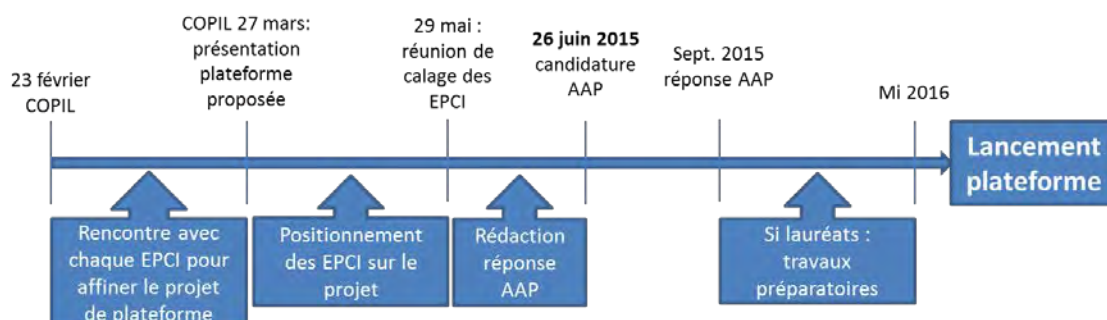 23 février
COPIL
COPIL 27 mars:
présentation
plateforme
proposée
29 mai :
réunion de
calage des
EPCI
26 juin 2015
candidature
AAP
Sept. 2015
réponse AAP
Mi 2016
Lancement
plateforme
Rencontre avec
chaque EPCI pour
affiner le projet
de plateforme
Positionnement
des EPCI sur le
projet
Rédaction
réponse
AAP
Si lauréats :
travaux
préparatoires